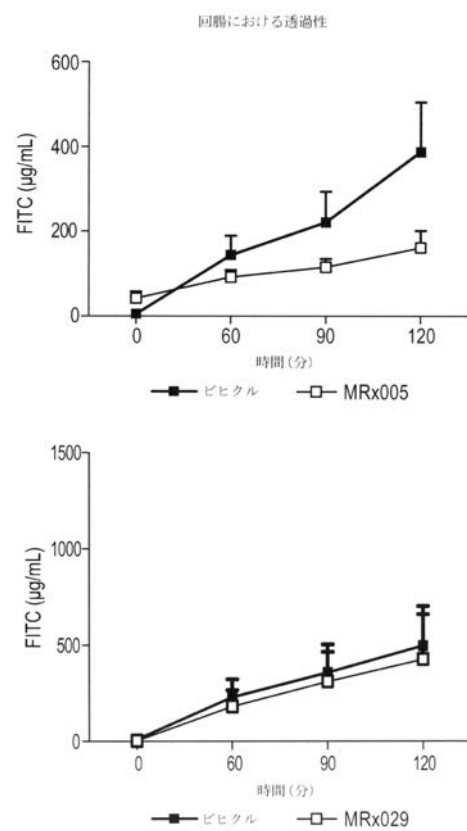 回腸における透過性
600
400
200
0
FITC (µg/mL)
0 60 90 120
時間(分)
ビヒクル MRx005
1500
1000
500
0
FITC (µg/mL)
0 60 90 120
時間(分)
ビヒクル MRx029